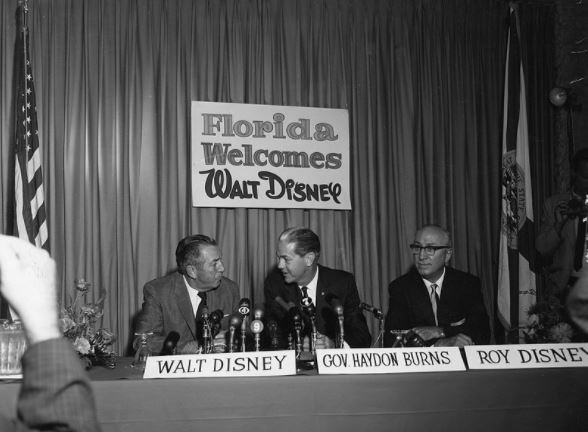 Florida
Welcomes
WALT DISNEY
WALT DISNEY
GOV. HAYDON BURNS
ROY DISNEY